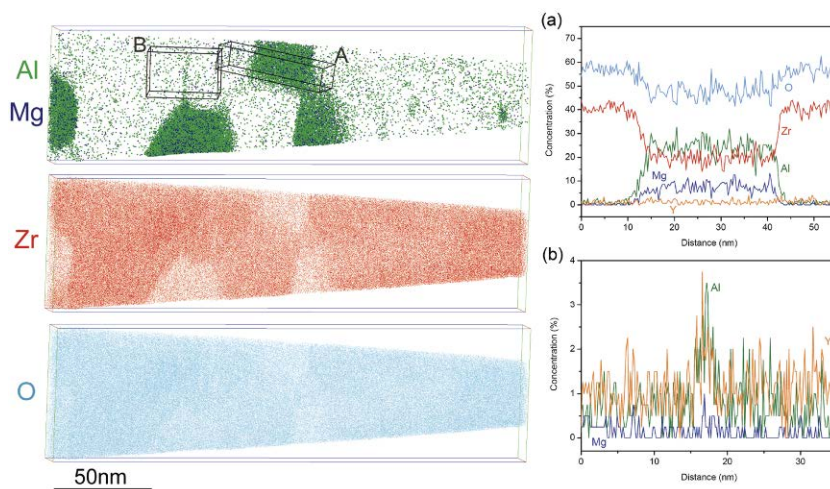 Al
Mg
B
A
Zr
O
50nm
(a)
Concentration (%)
70
60
50
40
30
20
10
0
O
Zr
Al
Mg
Y
0 10 20 30 40 50
Distance (nm)
(b)
Concentration (%)
4
3
2
1
0
Al
Y
Mg
0 10 20 30
Distance (nm)